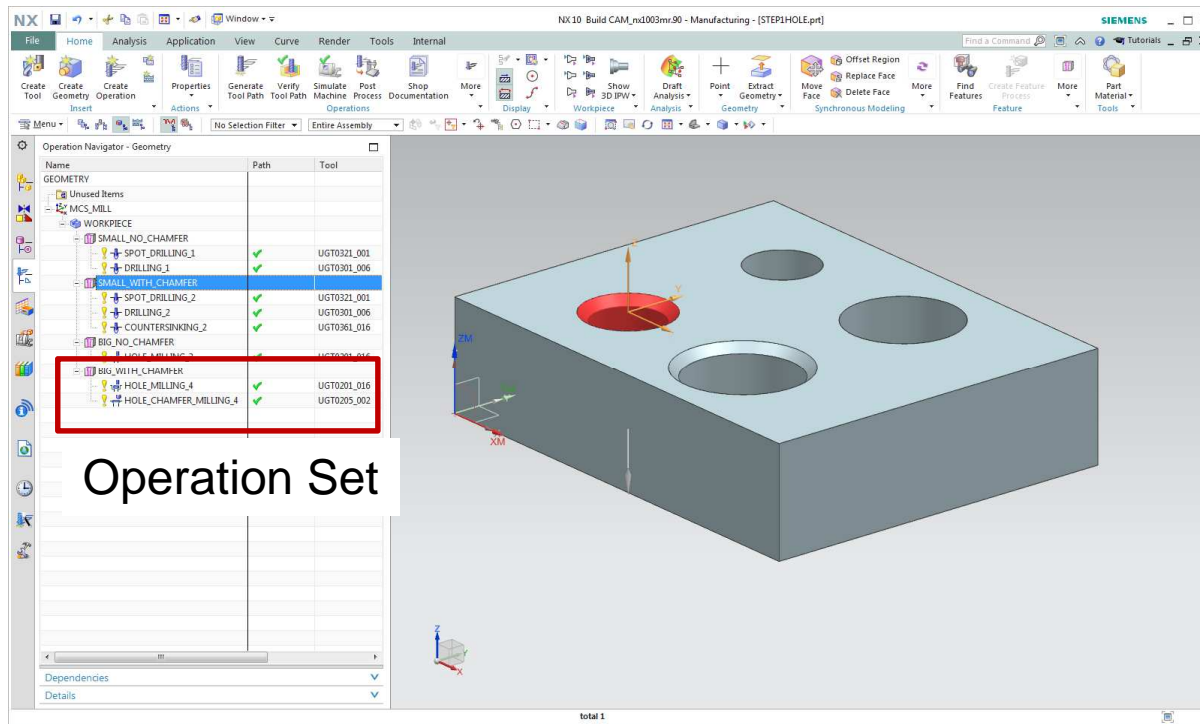 NX Window NX 10 Build CAM_nx1003mr.90 - Manufacturing - [STEP1HOLE.prt] SIEMENS
File Home Analysis Application View Curve Render Tools Internal Find a Command Tutorials
Create Tool Create Geometry Create Operation Properties Generate Tool Path Verify Tool Path Simulate Machine Post Process Shop Documentation More Show 3D IPW Draft Analysis Point Extract Geometry Move Face Offset Region Replace Face Delete Face More Find Features Create Feature Process More Part Material
Insert Actions Operations Display Workpiece Analysis Geometry Synchronous Modeling Feature Tools
Menu No Selection Filter Entire Assembly
Operation Navigator - Geometry
Name Path Tool
GEOMETRY
Unused Items
MCS_MILL
WORKPIECE
SMALL_NO_CHAMFER
SPOT_DRILLING_1 UGT0321_001
DRILLING_1 UGT0301_006
SMALL_WITH_CHAMFER
SPOT_DRILLING_2 UGT0321_001
DRILLING_2 UGT0301_006
COUNTERSINKING_2 UGT0361_016
BIG_NO_CHAMFER
BIG_WITH_CHAMFER
HOLE_MILLING_4 UGT0201_016
HOLE_CHAMFER_MILLING_4 UGT0205_002
Operation Set
Y
ZM
XM
Z
X
Dependencies
Details
total 1